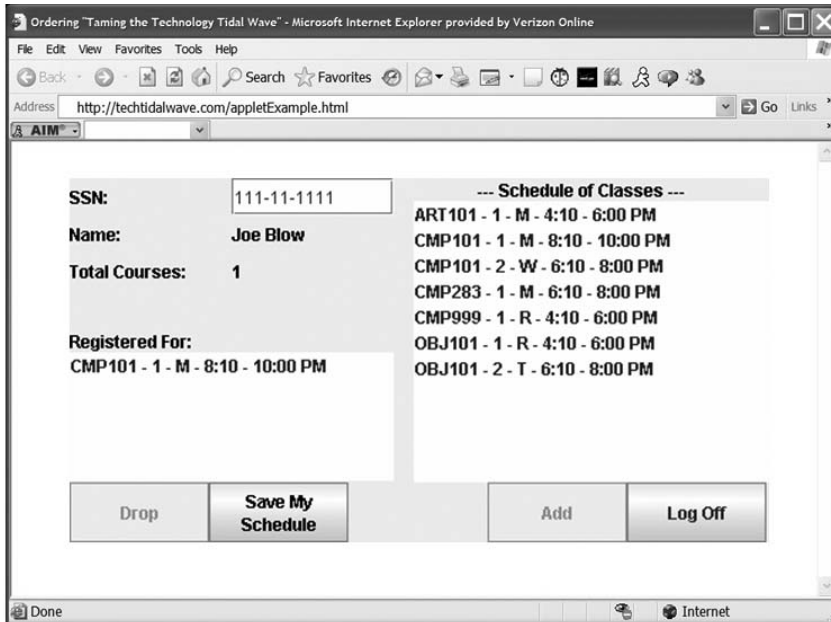 Ordering "Taming the Technology Tidal Wave" - Microsoft Internet Explorer provided by Verizon Online
File Edit View Favorites Tools Help
Back Search Favorites
Address http://techtidalwave.com/appletExample.html Go Links
AIM®
SSN: 111-11-1111
Name: Joe Blow
Total Courses: 1
Registered For:
CMP101 - 1 - M - 8:10 - 10:00 PM
Drop Save My Schedule
--- Schedule of Classes ---
ART101 - 1 - M - 4:10 - 6:00 PM
CMP101 - 1 - M - 8:10 - 10:00 PM
CMP101 - 2 - W - 6:10 - 8:00 PM
CMP283 - 1 - M - 6:10 - 8:00 PM
CMP999 - 1 - R - 4:10 - 6:00 PM
OBJ101 - 1 - R - 4:10 - 6:00 PM
OBJ101 - 2 - T - 6:10 - 8:00 PM
Add Log Off
Done Internet